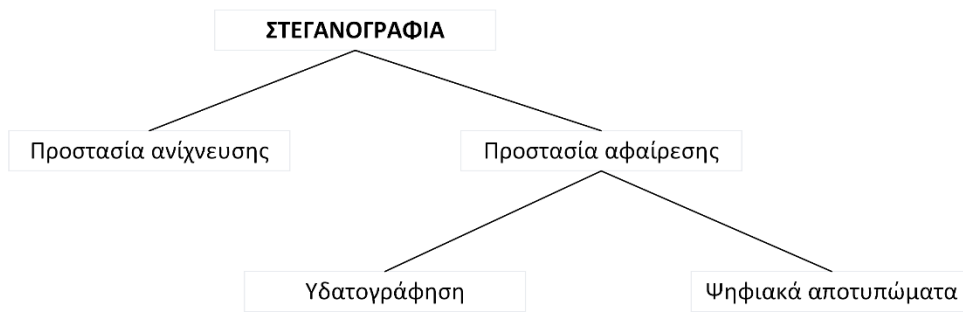 ΣΤΕΓΑΝΟΓΡΑΦΙΑ
Προστασία ανίχνευσης
Προστασία αφαίρεσης
Υδατογράφηση
Ψηφιακά αποτυπώματα